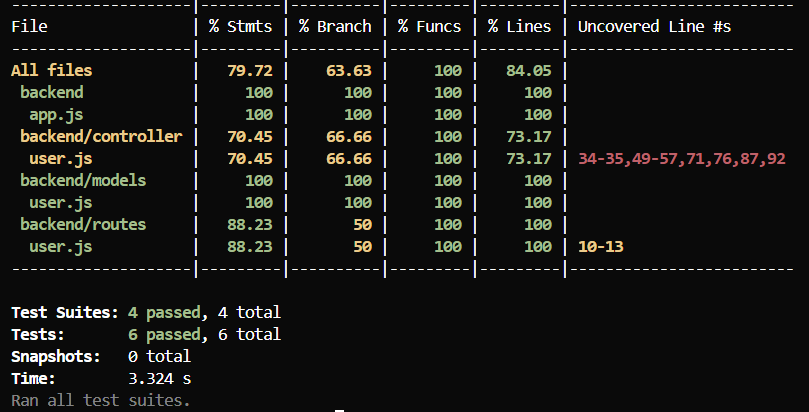 --------------------|---------|----------|---------|---------|-------------------------
File                | % Stmts | % Branch | % Funcs | % Lines | Uncovered Line #s
--------------------|---------|----------|---------|---------|-------------------------
All files           |   79.72 |    63.63 |     100 |   84.05 |
 backend            |     100 |      100 |     100 |     100 |
  app.js            |     100 |      100 |     100 |     100 |
 backend/controller |   70.45 |    66.66 |     100 |   73.17 |
  user.js           |   70.45 |    66.66 |     100 |   73.17 | 34-35,49-57,71,76,87,92
 backend/models     |     100 |      100 |     100 |     100 |
  user.js           |     100 |      100 |     100 |     100 |
 backend/routes     |   88.23 |       50 |     100 |     100 |
  user.js           |   88.23 |       50 |     100 |     100 | 10-13
--------------------|---------|----------|---------|---------|-------------------------
Test Suites: 4 passed, 4 total
Tests:       6 passed, 6 total
Snapshots:   0 total
Time:        3.324 s
Ran all test suites.